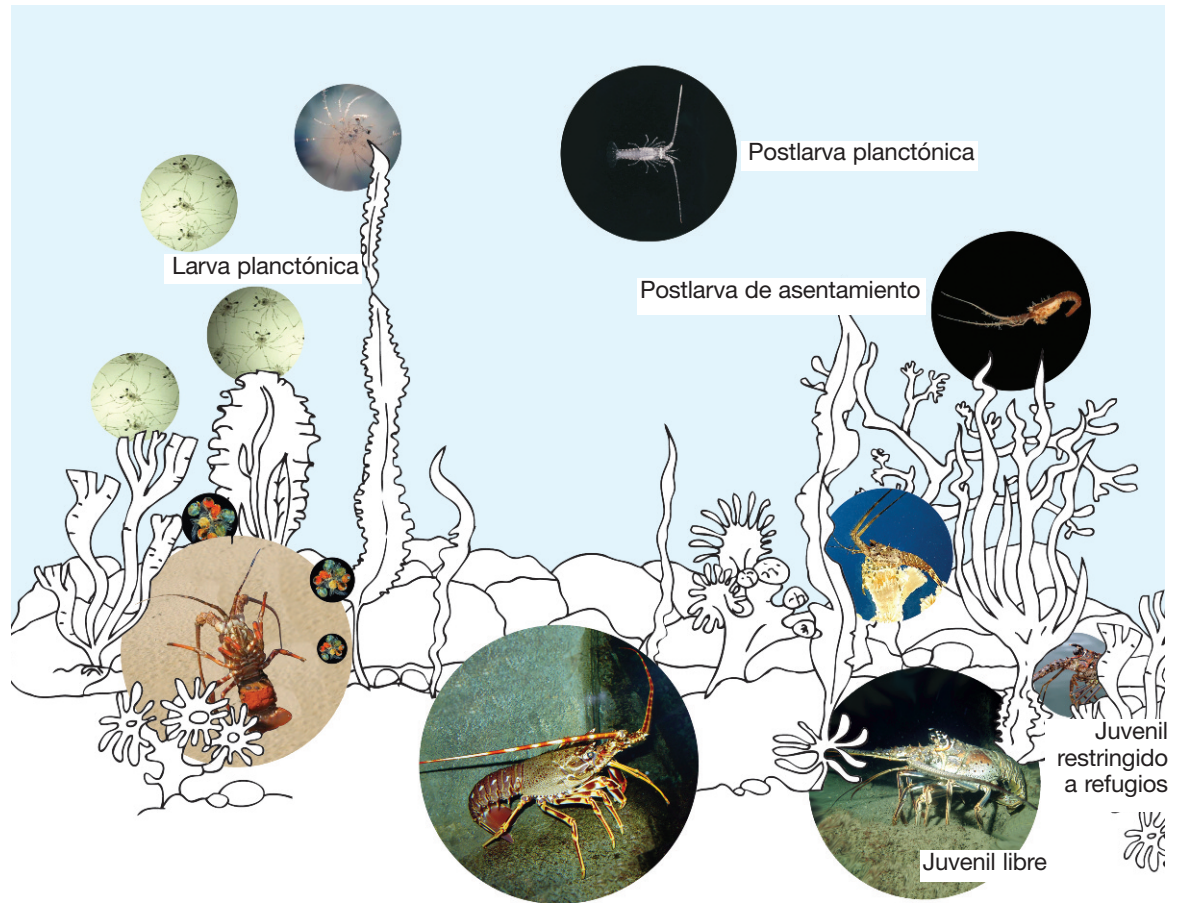 Postlarva planctónica
Larva planctónica
Postlarva de asentamiento
Juvenil
restringido
a refugios
Juvenil libre